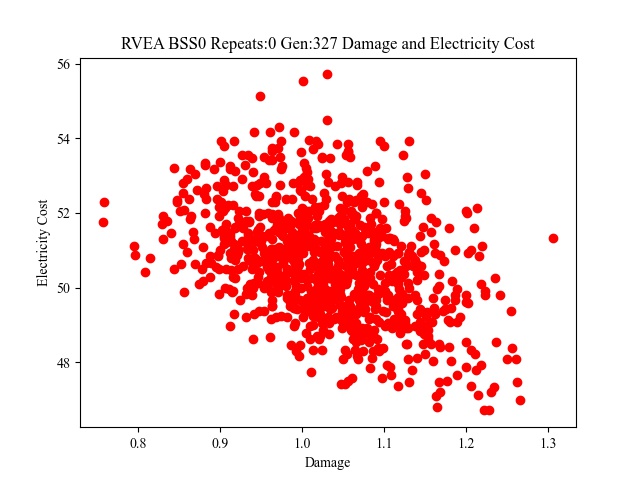 RVEA BSS0 Repeats:0 Gen:327 Damage and Electricity Cost
56
54
52
50
48
Electricity Cost
0.8 0.9 1.0 1.1 1.2 1.3
Damage